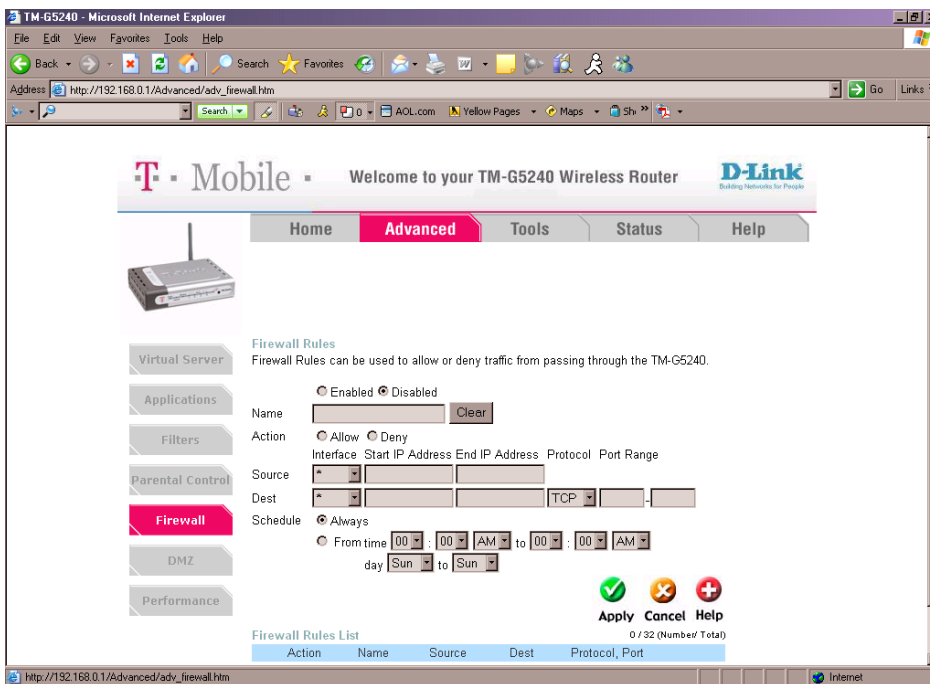 TM-G5240 - Microsoft Internet Explorer
File Edit View Favorites Tools Help
Back Search Favorites
Address http://192.168.0.1/Advanced/adv_firewall.htm Go Links
Search 0 AOL.com Yellow Pages Maps Sh »
T · Mobile · Welcome to your TM-G5240 Wireless Router D-Link
Building Networks for People
Home Advanced Tools Status Help
Firewall Rules
Virtual Server Firewall Rules can be used to allow or deny traffic from passing through the TM-G5240.
Enabled Disabled
Applications
Name Clear
Filters Action Allow Deny
Interface Start IP Address End IP Address Protocol Port Range
Parental Control Source *
Dest * TCP -
Firewall Schedule Always
From time 00 : 00 AM to 00 : 00 AM
DMZ day Sun to Sun
Performance
Apply Cancel Help
Firewall Rules List 0 / 32 (Number/ Total)
Action Name Source Dest Protocol, Port
http://192.168.0.1/Advanced/adv_firewall.htm Internet